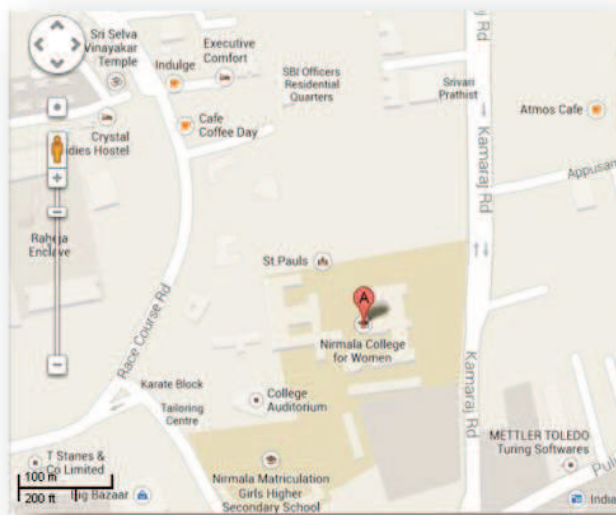 Sri Selva
Vinayakar
Temple
Indulge
Executive
Comfort
SBI Officers
Residential
Quarters
Srivari
Prathist
Kamaraj Rd
Atmos Cafe
Crystal
dies Hostel
Cafe
Coffee Day
Kamaraj Rd
Appusam
Raheja
Enclave
St Pauls
A
Nirmala College
for Women
Race Course Rd
Kamaraj Rd
Karate Block
Tailoring
Centre
College
Auditorium
METTLER TOLEDO
Turing Softwares
T Stanes &
Co Limited
Nirmala Matriculation
Girls Higher
Secondary School
100 m
200 ft
Big Bazaar
India